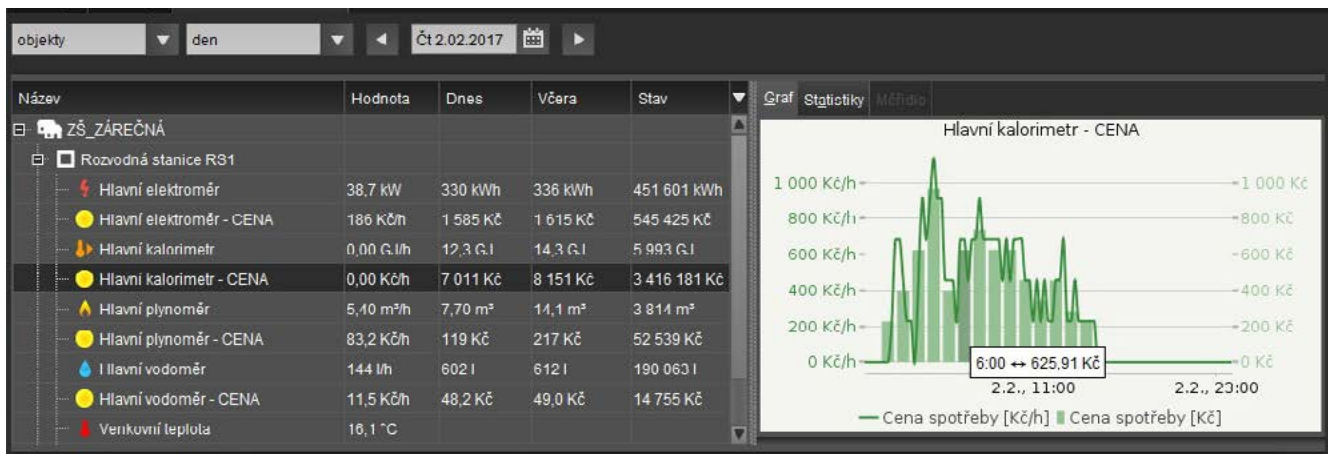 objekty den Čt 2.02.2017
Název Hodnota Dnes Včera Stav Graf Statistiky Měřidlo
ZŠ_ZÁREČNÁ
Rozvodná stanice RS1
Hlavní elektroměr 38,7 kW 330 kWh 336 kWh 451 601 kWh
Hlavní elektroměr - CENA 186 Kč/h 1 585 Kč 1 615 Kč 545 425 Kč
Hlavní kalorimetr 0,00 GJ/h 12,3 GJ 14,3 GJ 5 993 GJ
Hlavní kalorimetr - CENA 0,00 Kč/h 7 011 Kč 8 151 Kč 3 416 181 Kč
Hlavní plynoměr 5,40 m³/h 7,70 m³ 14,1 m³ 3 814 m³
Hlavní plynoměr - CENA 83,2 Kč/h 119 Kč 217 Kč 52 539 Kč
Hlavní vodoměr 144 l/h 602 l 612 l 190 063 l
Hlavní vodoměr - CENA 11,5 Kč/h 48,2 Kč 49,0 Kč 14 755 Kč
Venkovní teplota 16,1 °C
Hlavní kalorimetr - CENA
1 000 Kč/h 1 000 Kč
800 Kč/h 800 Kč
600 Kč/h 600 Kč
400 Kč/h 400 Kč
200 Kč/h 200 Kč
0 Kč/h 6:00 ↔ 625,91 Kč 0 Kč
2.2., 11:00 2.2., 23:00
Cena spotřeby [Kč/h] Cena spotřeby [Kč]